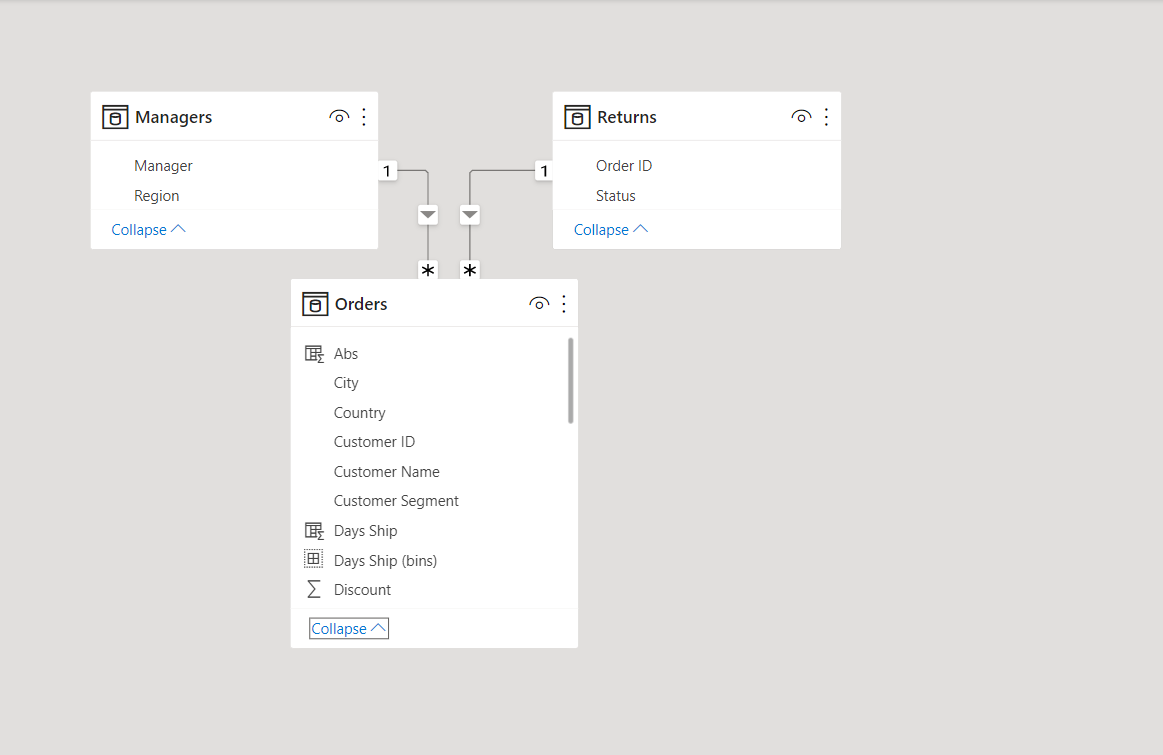 Managers
Manager
Region
Collapse
Returns
Order ID
Status
Collapse
1
1
*
*
Orders
Abs
City
Country
Customer ID
Customer Name
Customer Segment
Days Ship
Days Ship (bins)
Discount
Collapse